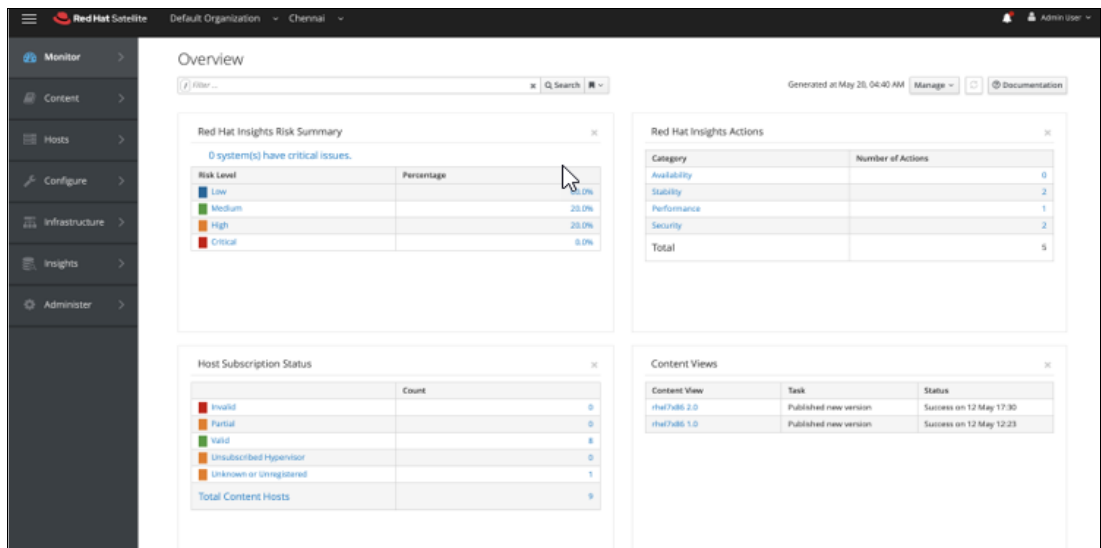 Red Hat Satellite Default Organization Chennai Admin User
Monitor
Content
Hosts
Configure
Infrastructure
Insights
Administer
Overview
Filter ... Search Generated at May 20, 04:40 AM Manage Documentation
Red Hat Insights Risk Summary
0 system(s) have critical issues.
Risk Level Percentage
Low
Medium 20.0%
High 20.0%
Critical 0.0%
Red Hat Insights Actions
Category Number of Actions
Availability 0
Stability 2
Performance 1
Security 2
Total 5
Host Subscription Status
Count
Invalid 0
Partial 0
Valid 8
Unsubscribed Hypervisor 0
Unknown or Unregistered 1
Total Content Hosts 9
Content Views
Content View Task Status
rhel7x86 2.0 Published new version Success on 12 May 17:30
rhel7x86 1.0 Published new version Success on 12 May 12:23